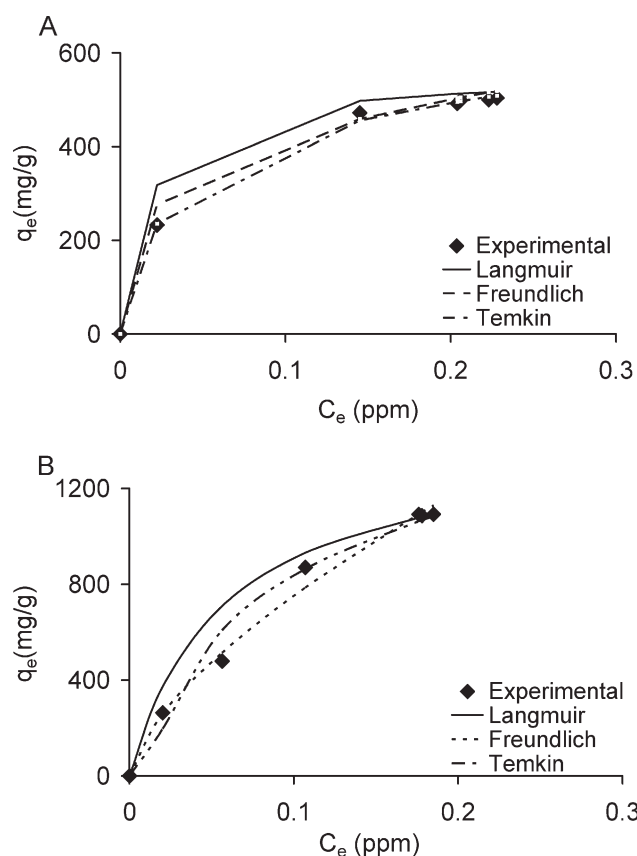 A
600
400
200
0
qe(mg/g)
Experimental
Langmuir
Freundlich
Temkin
0 0.1 0.2 0.3
Ce (ppm)
B
1200
800
400
0
qe(mg/g)
Experimental
Langmuir
Freundlich
Temkin
0 0.1 0.2 0.3
Ce (ppm)